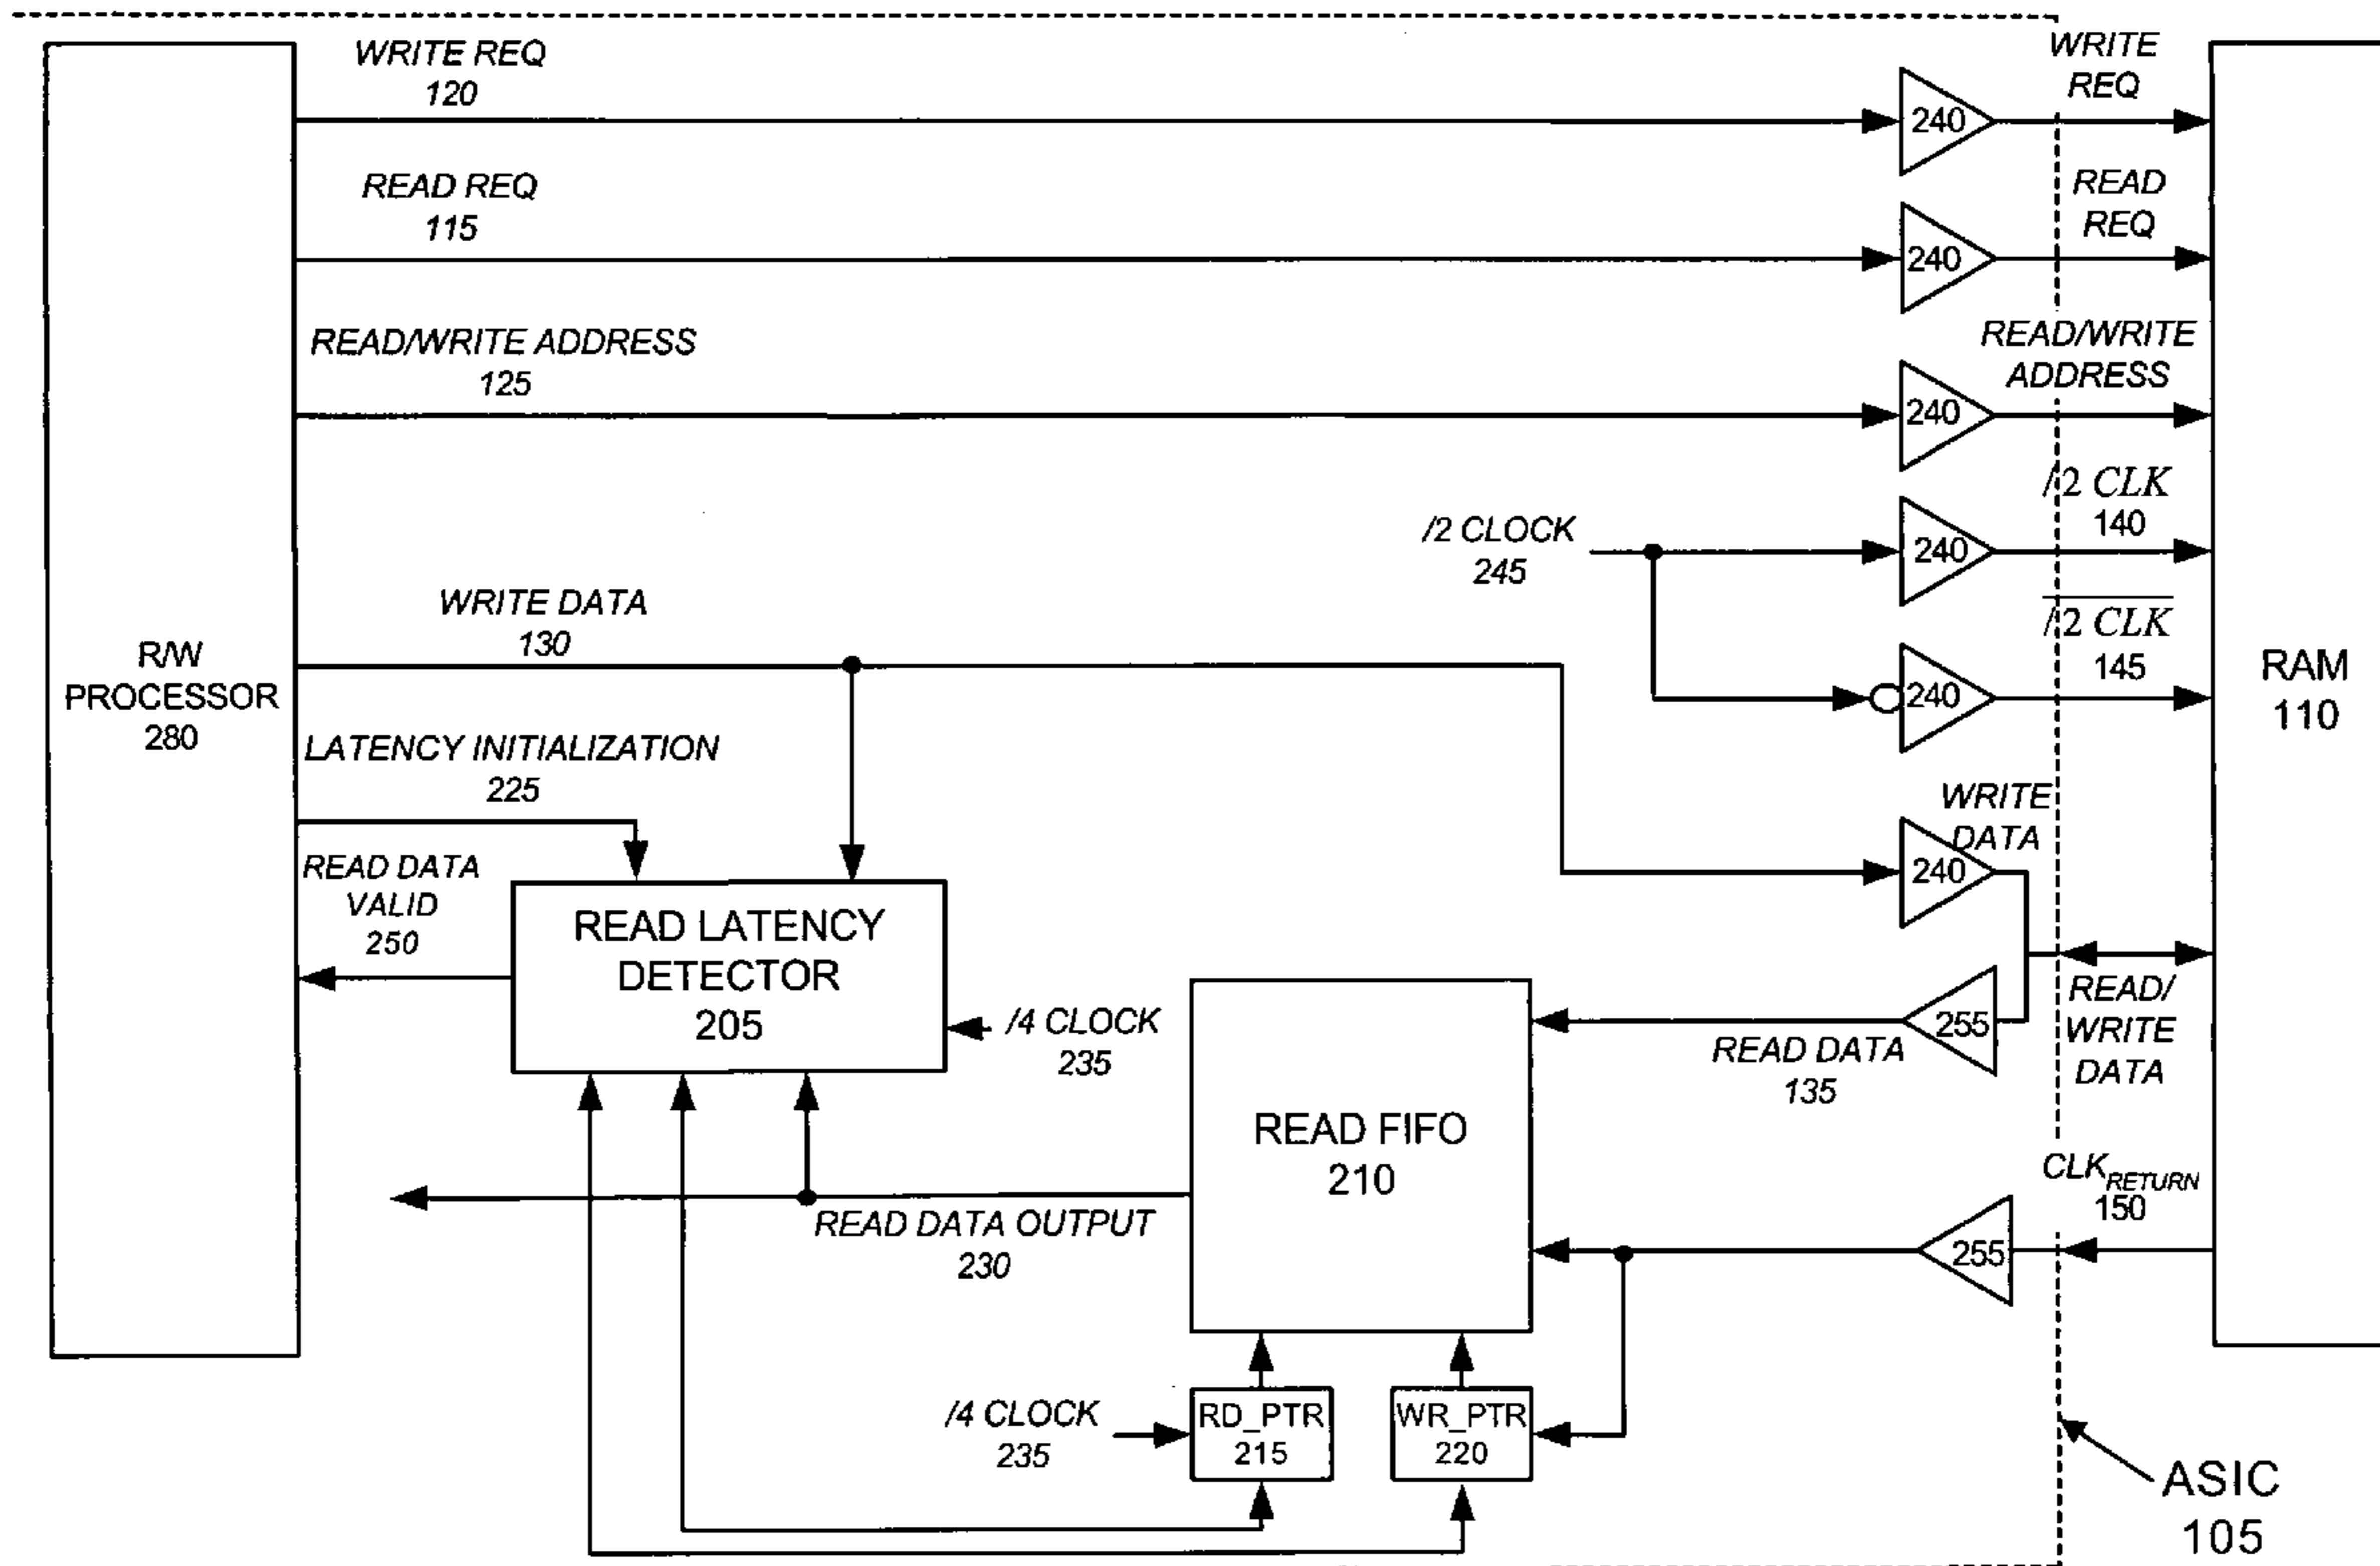 WRITE REQ
120
WRITE
REQ
240
READ REQ
115
READ
REQ
240
READ/WRITE ADDRESS
125
READ/WRITE
ADDRESS
240
/2 CLK
140
/2 CLOCK
245
240
/2 CLK
145
240
WRITE DATA
130
R/W
PROCESSOR
280
RAM
110
LATENCY INITIALIZATION
225
WRITE
DATA
240
READ DATA
VALID
250
READ LATENCY
DETECTOR
205
/4 CLOCK
235
255
READ DATA
135
READ/
WRITE
DATA
READ FIFO
210
CLK RETURN
150
READ DATA OUTPUT
230
255
/4 CLOCK
235
RD_PTR
215
WR_PTR
220
ASIC
105